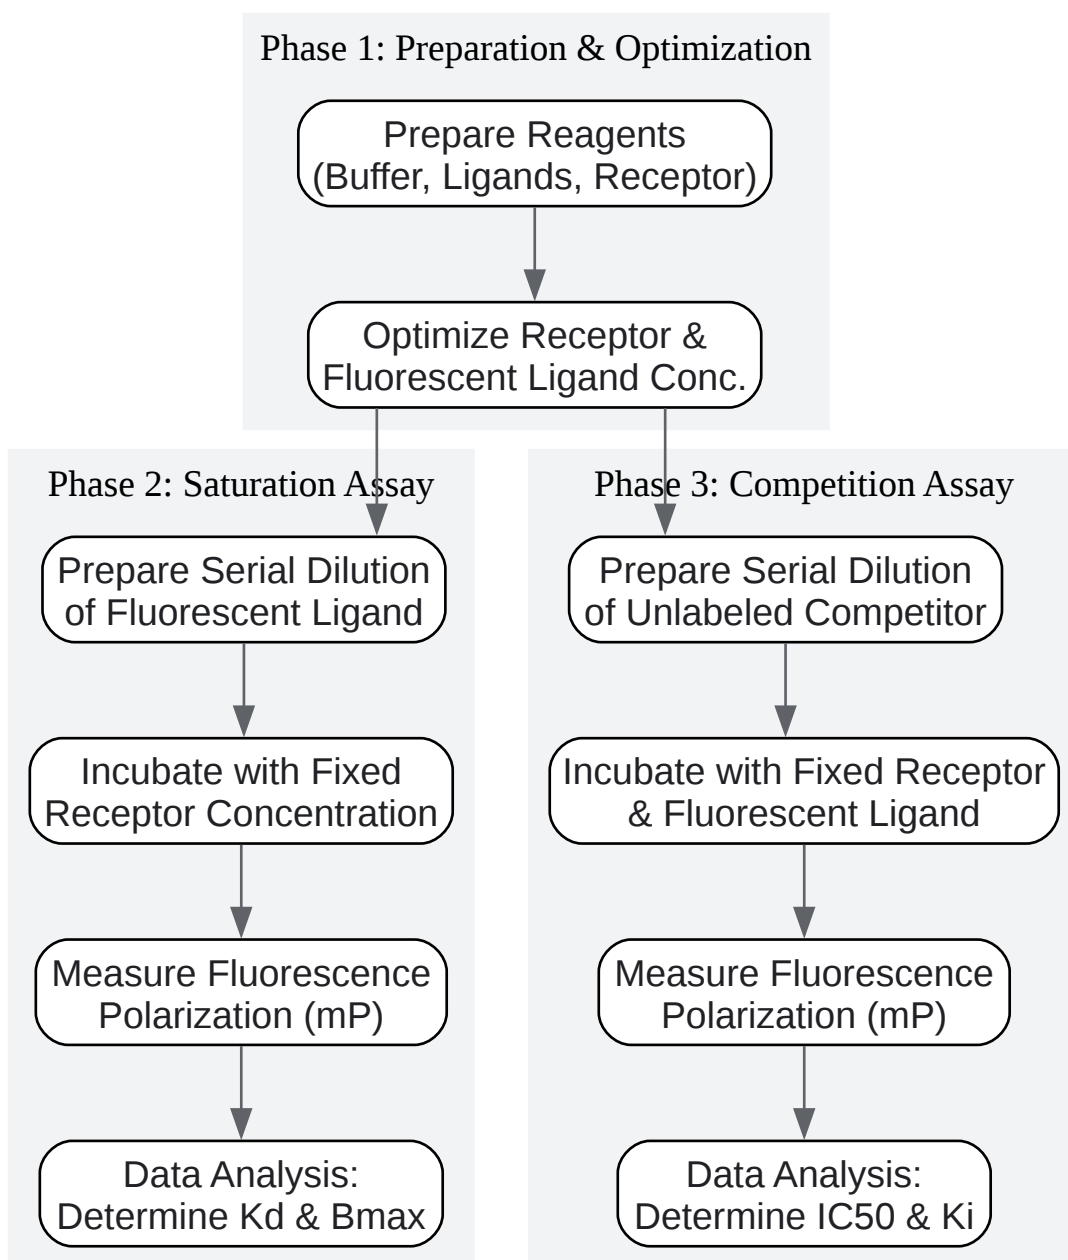 Phase 1: Preparation & Optimization
Prepare Reagents
(Buffer, Ligands, Receptor)
Optimize Receptor &
Fluorescent Ligand Conc.
Phase 2: Saturation Assay
Prepare Serial Dilution
of Fluorescent Ligand
Incubate with Fixed
Receptor Concentration
Measure Fluorescence
Polarization (mP)
Data Analysis:
Determine Kd & Bmax
Phase 3: Competition Assay
Prepare Serial Dilution
of Unlabeled Competitor
Incubate with Fixed Receptor
& Fluorescent Ligand
Measure Fluorescence
Polarization (mP)
Data Analysis:
Determine IC50 & Ki